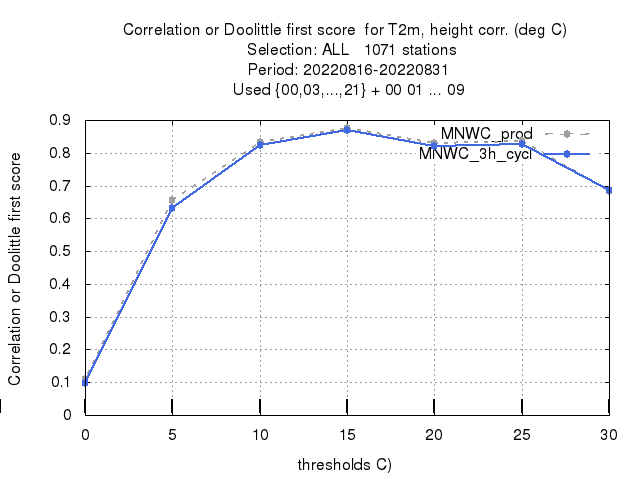 Correlation or Doolittle first score  for T2m, height corr. (deg C)
Selection: ALL   1071 stations
Period: 20220816-20220831
Used {00,03,...,21} + 00 01 ... 09
MNWC_prod
MNWC_3h_cycl
Correlation or Doolittle first score
0.9
0.8
0.7
0.6
0.5
0.4
0.3
0.2
0.1
0
0 5 10 15 20 25 30
thresholds C)